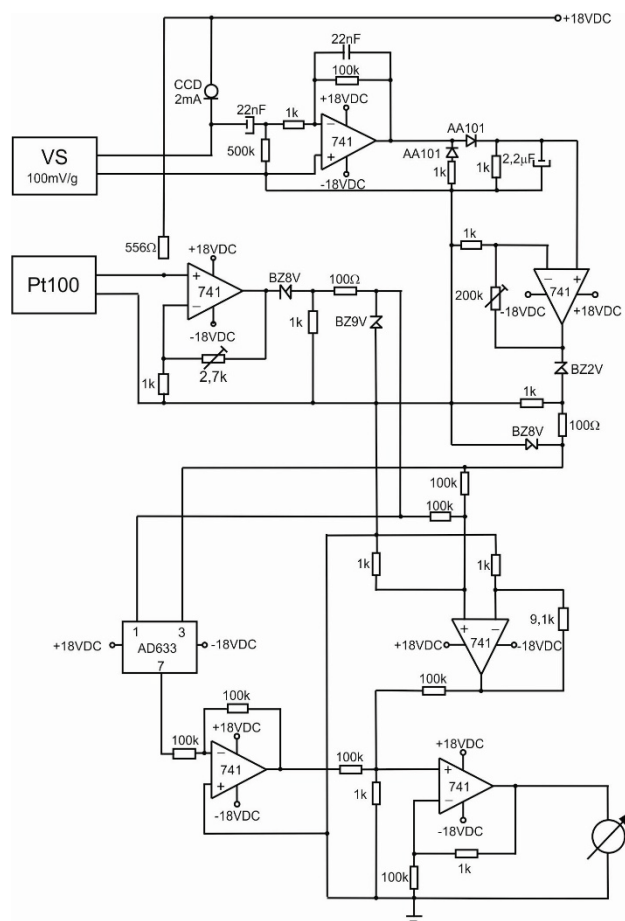 +18VDC
22nF
100k
CCD
2mA
+18VDC
22nF
1k
AA101
741
AA101
VS
100mV/g
500k
1k
1k
2,2µF
-18VDC
556Ω
1k
+18VDC
Pt100
BZ8V
100Ω
741
200k
-18VDC
741
+18VDC
1k
BZ9V
-18VDC
BZ2V
2,7k
1k
1k
100Ω
BZ8V
100k
100k
1k
1k
9,1k
1
3
+18VDC
AD633
-18VDC
+18VDC
741
-18VDC
7
100k
100k
+18VDC
100k
100k
+18VDC
741
1k
741
-18VDC
-18VDC
100k
1k